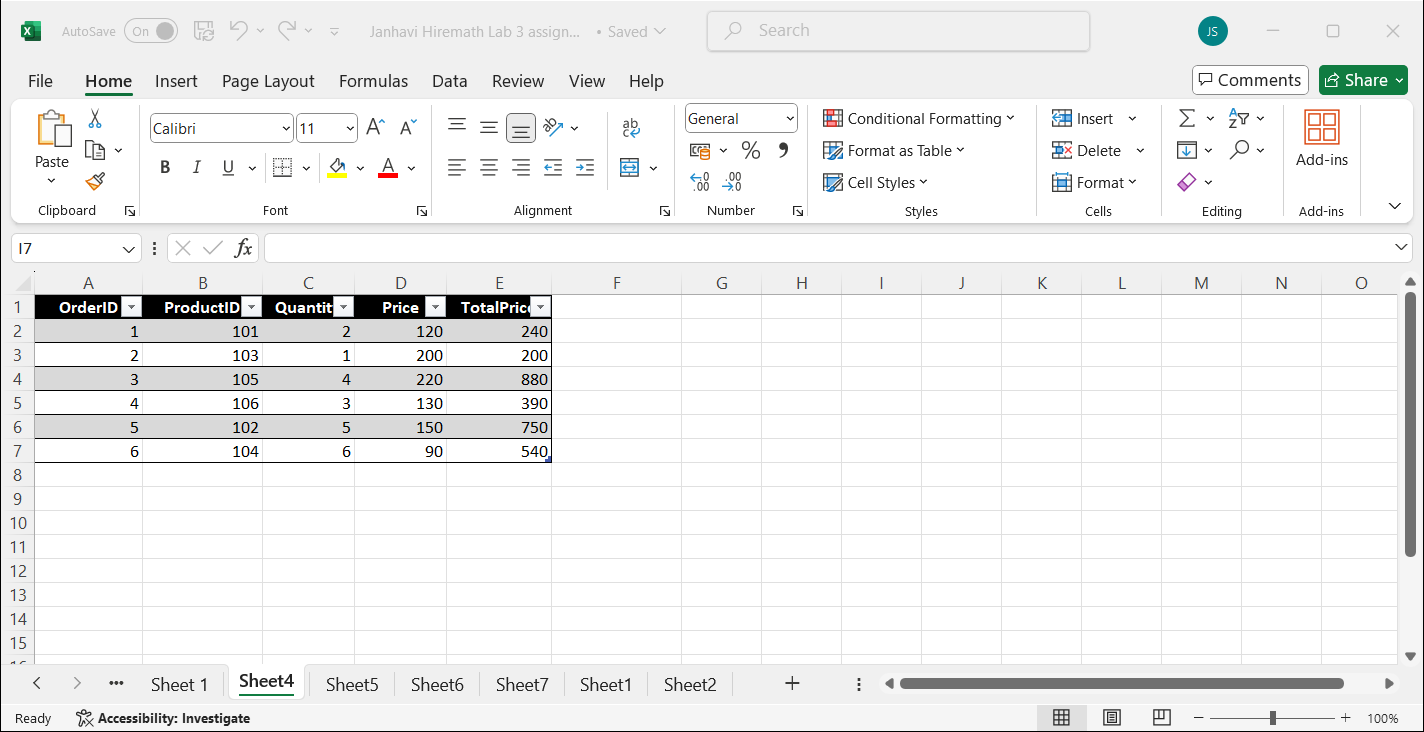 AutoSave On Janhavi Hiremath Lab 3 assign... • Saved Search JS
File Home Insert Page Layout Formulas Data Review View Help Comments Share
Paste Calibri 11 General Conditional Formatting Insert
B I U A ab c % Format as Table Delete Add-ins
Cell Styles Format
Clipboard Font Alignment Number Styles Cells Editing Add-ins
I7 fx
A B C D E F G H I J K L M N O
1 OrderID ProductID Quantit Price TotalPric
2 1 101 2 120 240
3 2 103 1 200 200
4 3 105 4 220 880
5 4 106 3 130 390
6 5 102 5 150 750
7 6 104 6 90 540
8
9
10
11
12
13
14
15
Sheet 1 Sheet4 Sheet5 Sheet6 Sheet7 Sheet1 Sheet2
Ready Accessibility: Investigate 100%